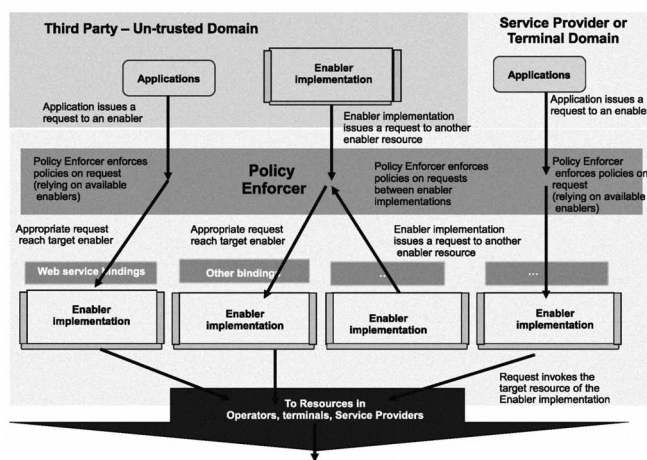 Third Party – Un-trusted Domain
Service Provider or
Terminal Domain
Applications
Enabler
implementation
Applications
Application issues a
request to an enabler
Enabler implementation
issues a request to another
enabler resource
Application issues a
request to an enabler
Policy Enforcer enforces
policies on request
(relying on available
enablers)
Policy
Enforcer
Policy Enforcer enforces
policies on requests
between enabler
implementations
Policy Enforcer
enforces policies on
request
(relying on available
enablers)
Appropriate request
reach target enabler
Appropriate request
reach target enabler
Enabler implementation
issues a request to another
enabler resource
Web service bindings
Other bindings
...
...
Enabler
implementation
Enabler
implementation
Enabler
implementation
Enabler
implementation
Request invokes the
target resource of the
Enabler implementation
To Resources in
Operators, terminals, Service Providers